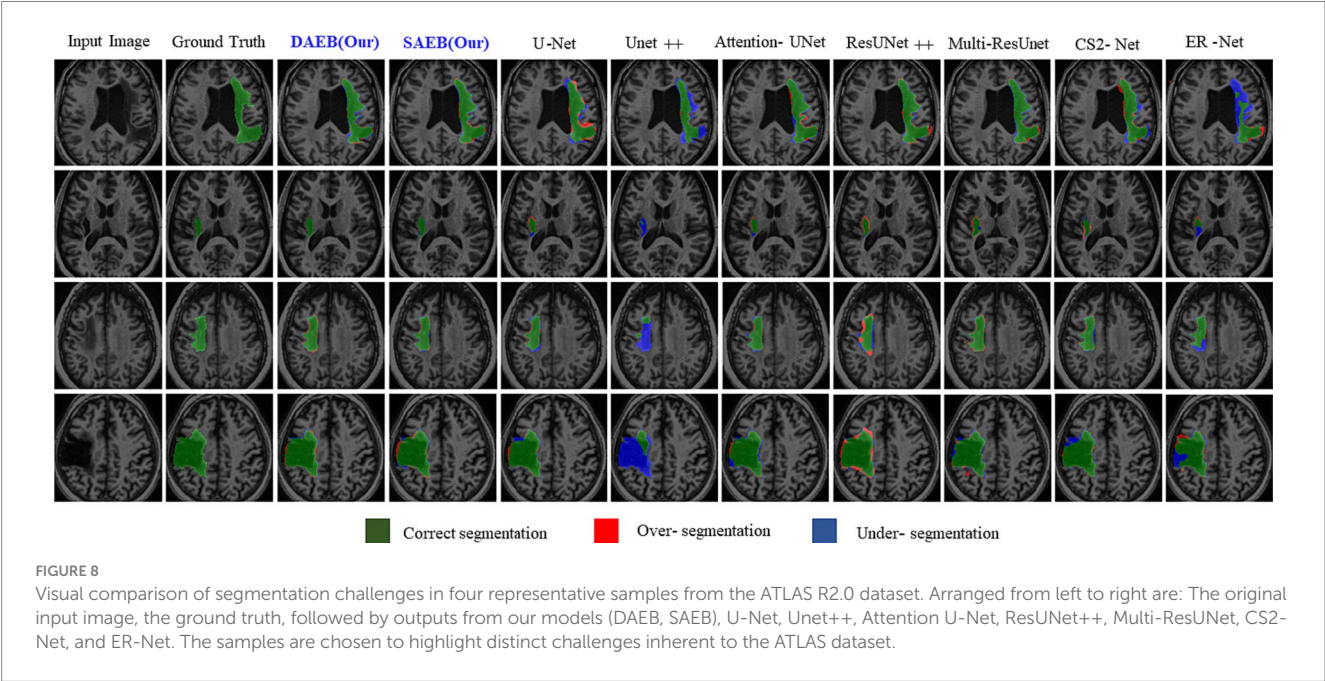 Input Image Ground Truth DAEB(Our) SAEB(Our) U-Net Unet ++ Attention- UNet ResUNet ++ Multi-ResUnet CS2- Net ER -Net
Correct segmentation Over- segmentation Under- segmentation
FIGURE 8
Visual comparison of segmentation challenges in four representative samples from the ATLAS R2.0 dataset. Arranged from left to right are: The original
input image, the ground truth, followed by outputs from our models (DAEB, SAEB), U-Net, Unet++, Attention U-Net, ResUNet++, Multi-ResUNet, CS2-
Net, and ER-Net. The samples are chosen to highlight distinct challenges inherent to the ATLAS dataset.